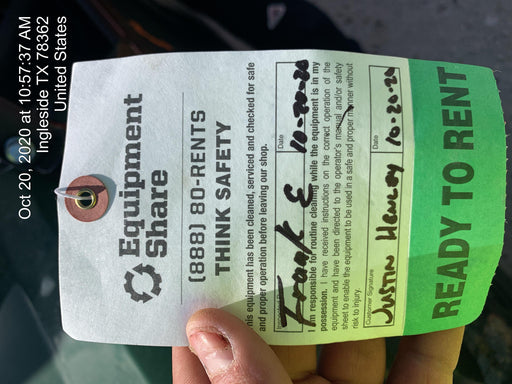 Oct 20, 2020 at 10:57:37 AM
Ingleside TX 78362
United States
Equipment
Share
(888) 80-RENTS
THINK SAFETY
This equipment has been cleaned, serviced and checked for safe
and proper operation before leaving our shop.
Frank E
Date
10-20-20
I am responsible for routine cleaning while the equipment is in my
possession. I have received instructions on the correct operation of the
equipment and have been directed to the operator's manual and/or safety
sheet to enable the equipment to be used in a safe and proper manner without
risk to injury.
Customer Signature
Justin Henry
Date
10-20-20
READY TO RENT